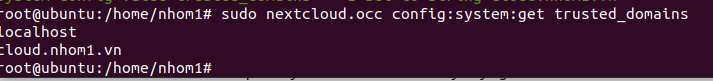 root@ubuntu:/home/nhom1# sudo nextcloud.occ config:system:get trusted_domains
localhost
cloud.nhom1.vn
root@ubuntu:/home/nhom1#